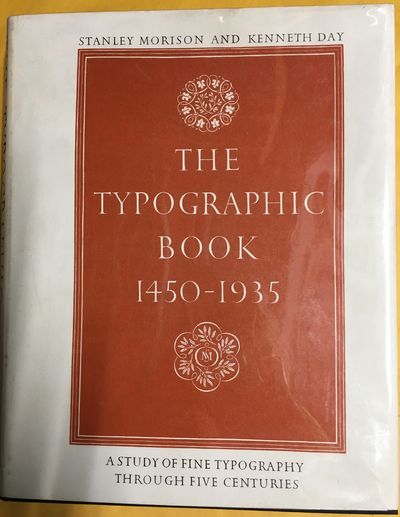 STANLEY MORISON AND KENNETH DAY
THE
TYPOGRAPHIC
BOOK
1450-1935
A STUDY OF FINE TYPOGRAPHY
THROUGH FIVE CENTURIES